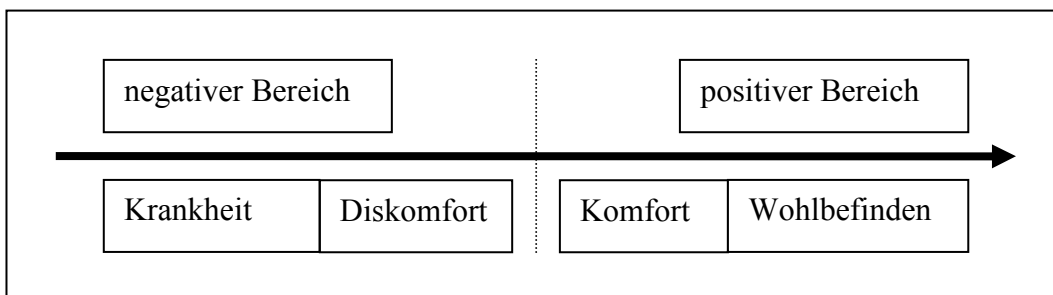 negativer Bereich positiver Bereich
Krankheit Diskomfort Komfort Wohlbefinden